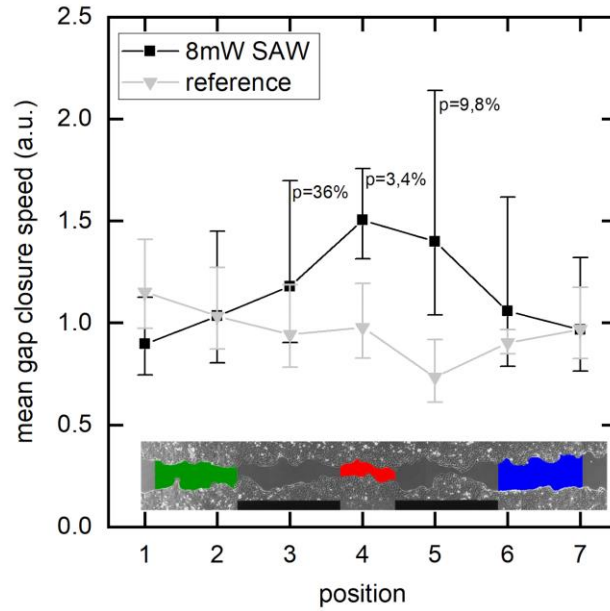 2.5
2.0
1.5
1.0
0.5
0.0
mean gap closure speed (a.u.)
8mW SAW
reference
p=36%
p=3,4%
p=9,8%
1 2 3 4 5 6 7
position